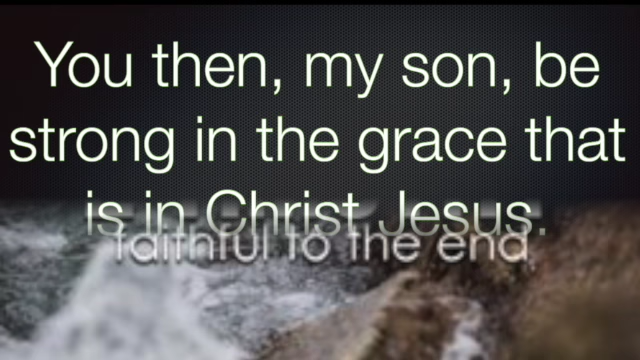 You then, my son, be
strong in the grace that
is in Christ Jesus.
faithful to the end